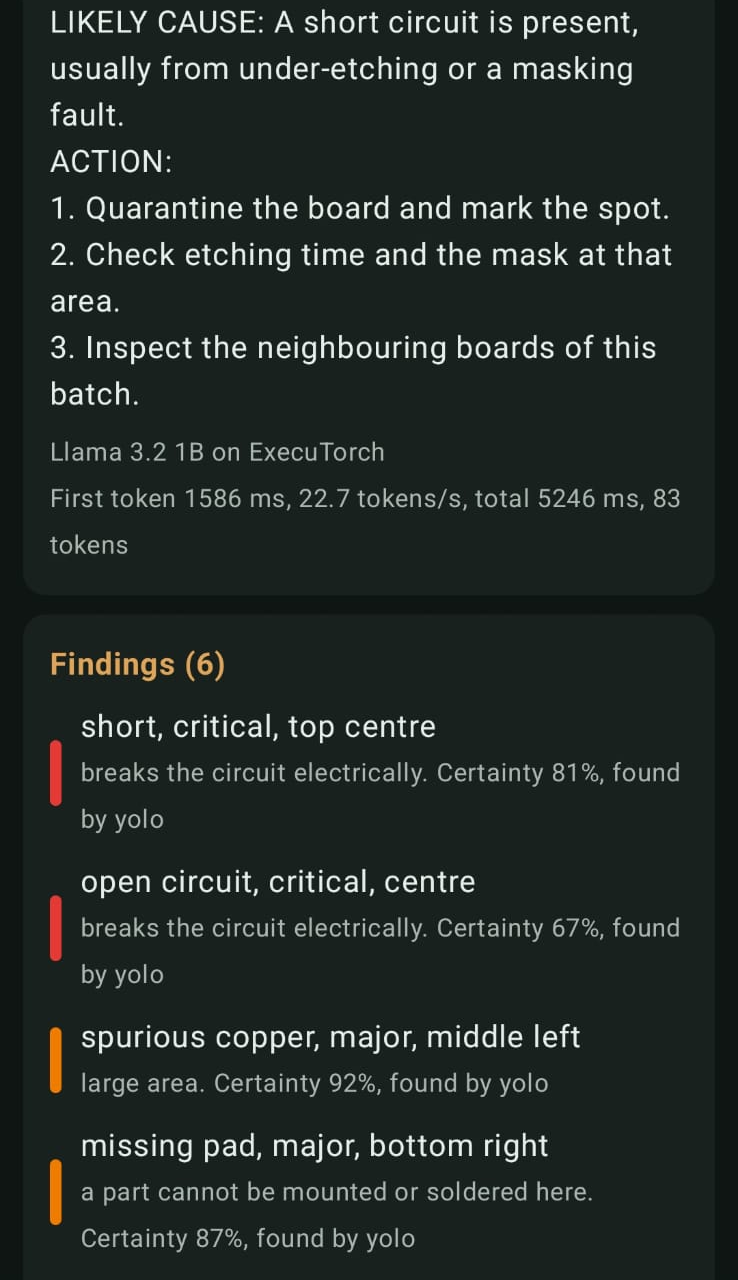 LIKELY CAUSE: A short circuit is present,
usually from under-etching or a masking
fault.
ACTION:
1. Quarantine the board and mark the spot.
2. Check etching time and the mask at that
area.
3. Inspect the neighbouring boards of this
batch.
Llama 3.2 1B on ExecuTorch
First token 1586 ms, 22.7 tokens/s, total 5246 ms, 83
tokens
Findings (6)
short, critical, top centre
breaks the circuit electrically. Certainty 81%, found
by yolo
open circuit, critical, centre
breaks the circuit electrically. Certainty 67%, found
by yolo
spurious copper, major, middle left
large area. Certainty 92%, found by yolo
missing pad, major, bottom right
a part cannot be mounted or soldered here.
Certainty 87%, found by yolo